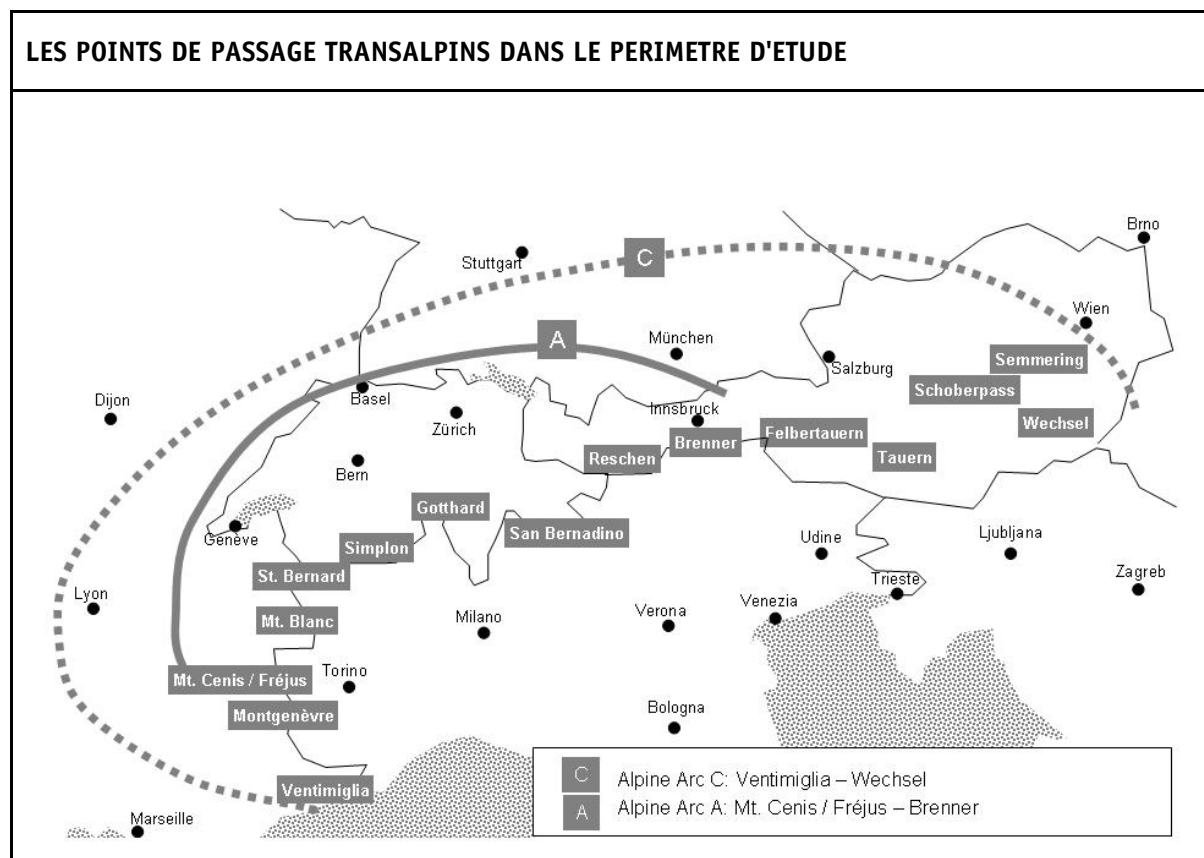 LES POINTS DE PASSAGE TRANSALPINS DANS LE PERIMETRE D'ETUDE
Brno
Stuttgart
C
Wien
A
München
Semmering
Salzburg
Schoberpass
Basel
Dijon
Innsbruck
Zürich
Wechsel
Felbertauern
Brenner
Reschen
Tauern
Bern
Gotthard
San Bernadino
Genève
Simplon
Udine
Ljubljana
St. Bernard
Trieste
Zagreb
Lyon
Venezia
Verona
Milano
Mt. Blanc
Mt. Cenis / Fréjus
Torino
Montgenèvre
Bologna
C Alpine Arc C: Ventimiglia – Wechsel
Ventimiglia
A Alpine Arc A: Mt. Cenis / Fréjus – Brenner
Marseille